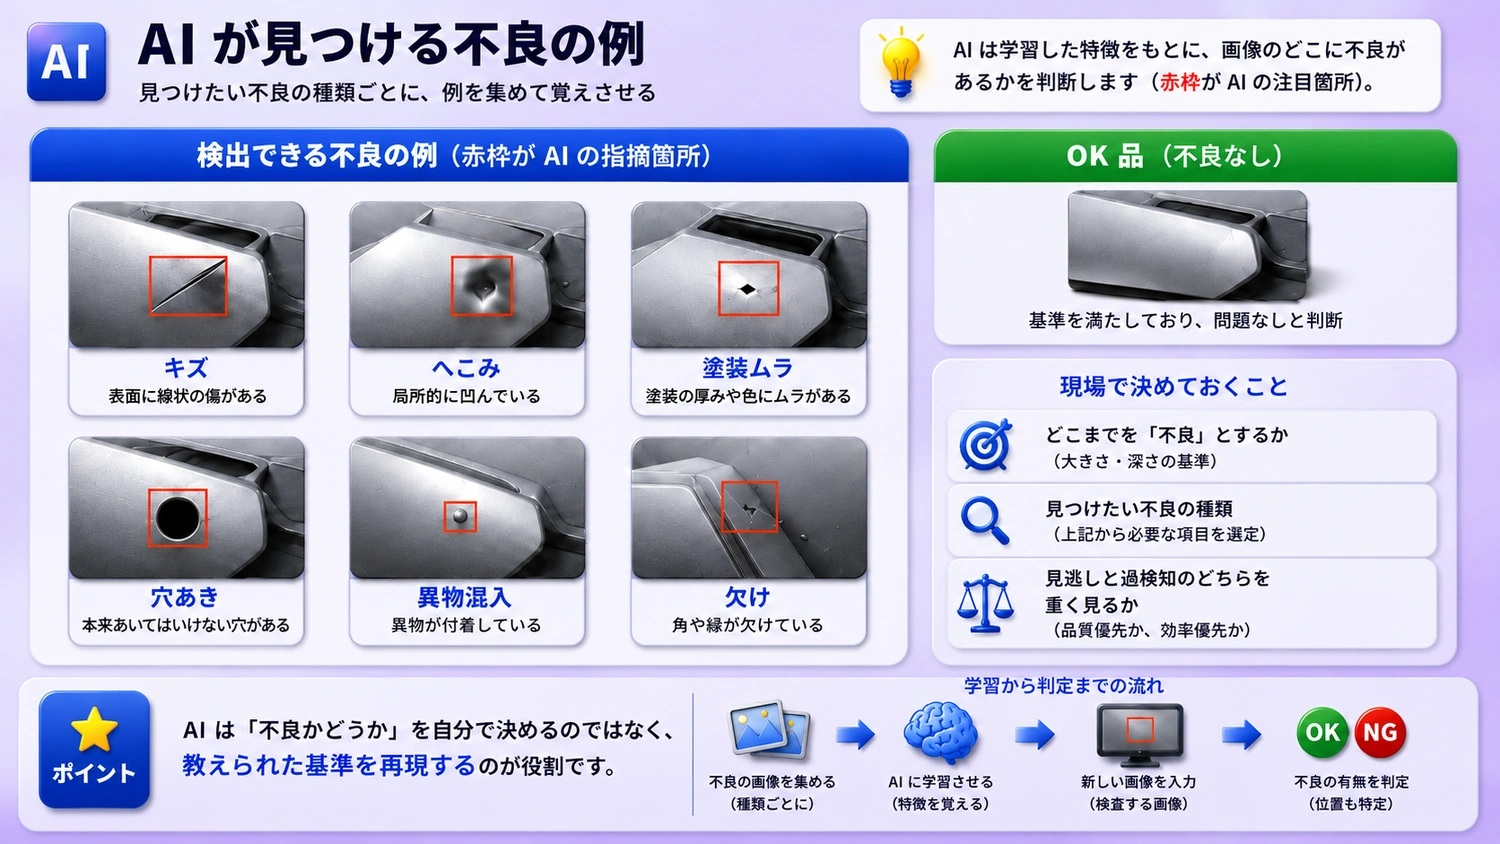 AI
AI が見つける不良の例
見つけたい不良の種類ごとに、例を集めて覚えさせる
AI は学習した特徴をもとに、画像のどこに不良が
あるかを判断します（赤枠が AI の注目箇所）。
検出できる不良の例（赤枠が AI の指摘箇所）
キズ
表面に線状の傷がある
へこみ
局所的に凹んでいる
塗装ムラ
塗装の厚みや色にムラがある
穴あき
本来あいてはいけない穴がある
異物混入
異物が付着している
欠け
角や縁が欠けている
OK 品（不良なし）
基準を満たしており、問題なしと判断
現場で決めておくこと
どこまでを「不良」とするか
（大きさ・深さの基準）
見つけたい不良の種類
（上記から必要な項目を選定）
見逃しと過検知のどちらを
重く見るか
（品質優先か、効率優先か）
ポイント
AI は「不良かどうか」を自分で決めるのではなく、
教えられた基準を再現するのが役割です。
学習から判定までの流れ
不良の画像を集める
（種類ごとに）
AI に学習させる
（特徴を覚える）
新しい画像を入力
（検査する画像）
OK NG
不良の有無を判定
（位置も特定）